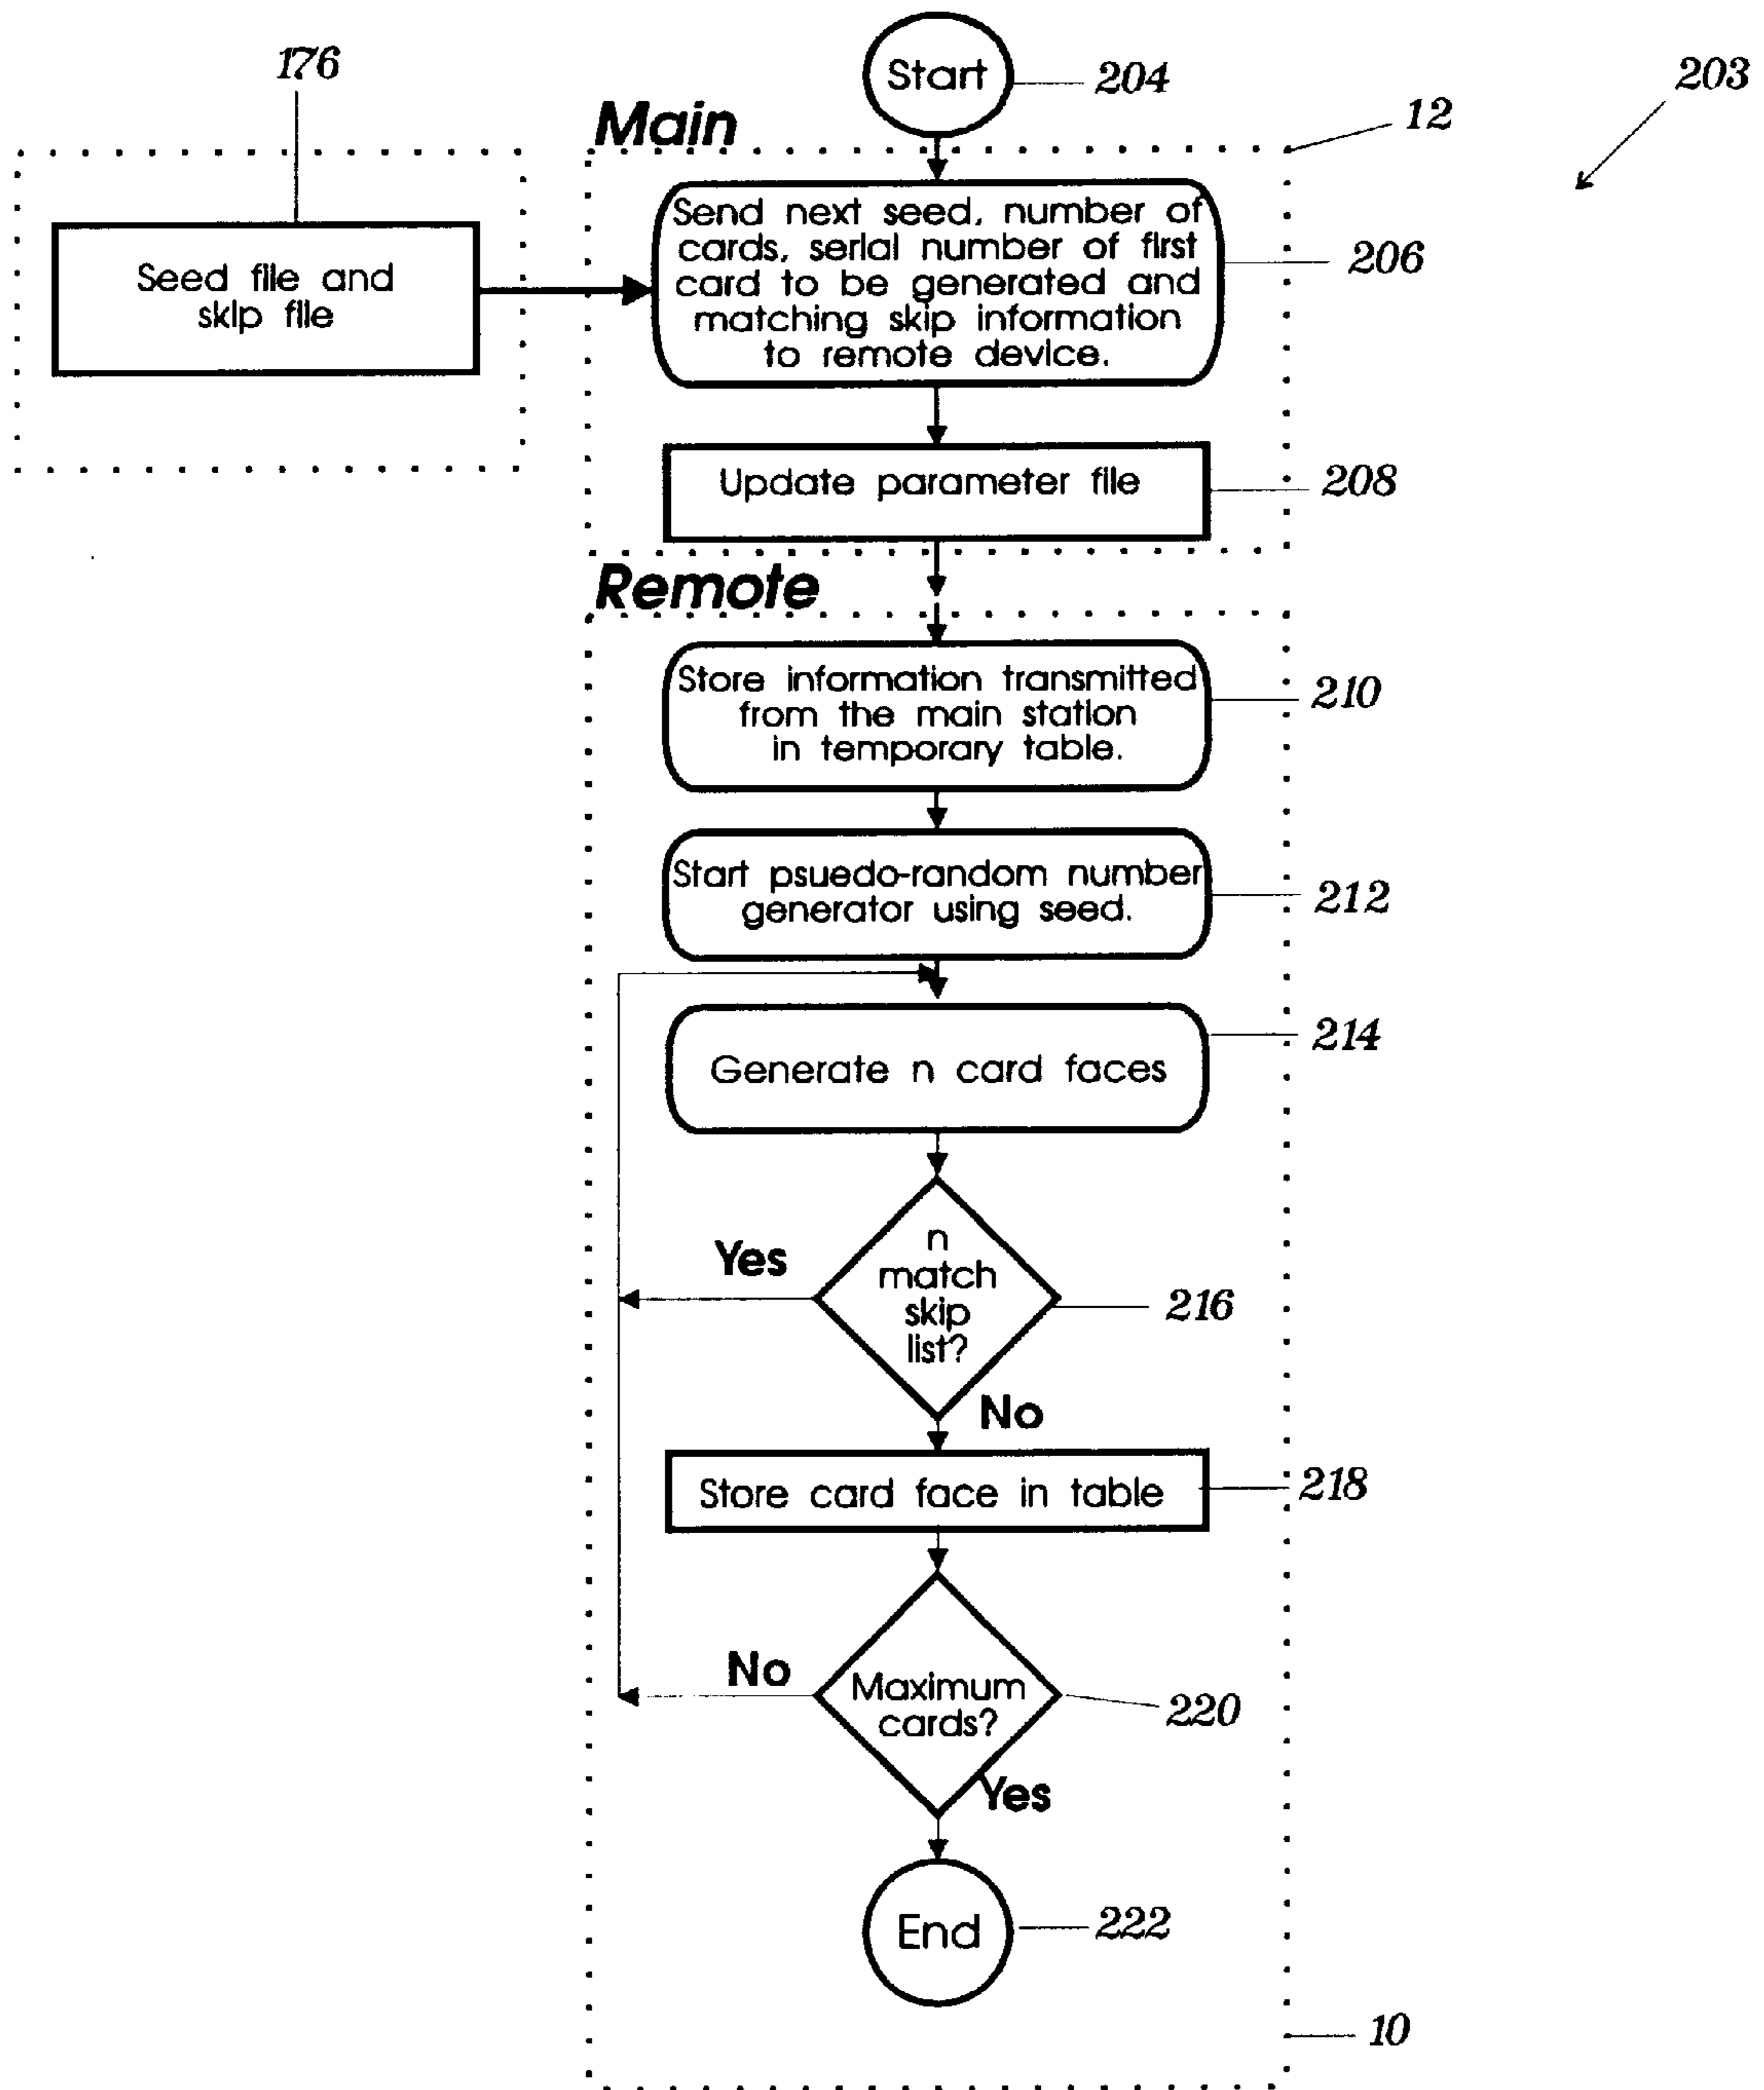 Start
204
203
176
12
Main
Seed file and
skip file
Send next seed, number of
cards, serial number of first
card to be generated and
matching skip information
to remote device.
206
Update parameter file
208
Remote
Store information transmitted
from the main station
in temporary table.
210
Start psuedo-random number
generator using seed.
212
Generate n card faces
214
n
match
skip
list?
216
Yes
No
Store card face in table
218
Maximum
cards?
220
No
Yes
End
222
10